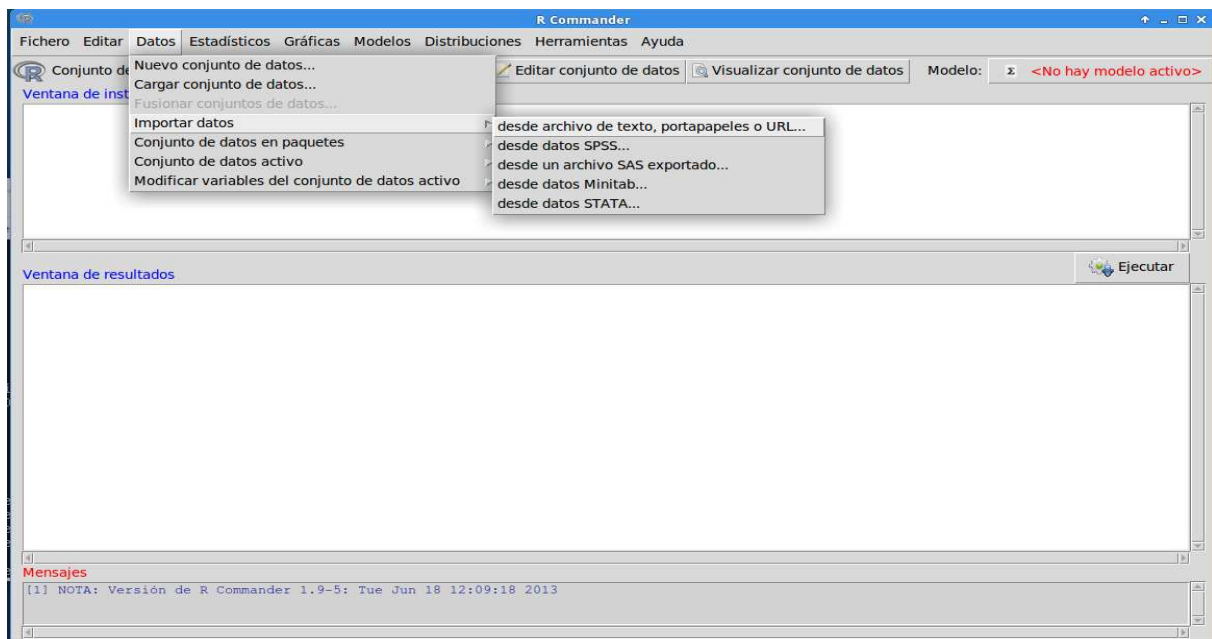 R Commander
Fichero Editar Datos Estadísticos Gráficas Modelos Distribuciones Herramientas Ayuda
R Conjunto de Editar conjunto de datos Visualizar conjunto de datos Modelo: Σ <No hay modelo activo>
Nuevo conjunto de datos...
Cargar conjunto de datos...
Fusionar conjuntos de datos...
Importar datos
Conjunto de datos en paquetes
Conjunto de datos activo
Modificar variables del conjunto de datos activo
desde archivo de texto, portapapeles o URL...
desde datos SPSS...
desde un archivo SAS exportado...
desde datos Minitab...
desde datos STATA...
Ventana de inst
Ejecutar
Ventana de resultados
Mensajes
[1] NOTA: Versión de R Commander 1.9-5: Tue Jun 18 12:09:18 2013